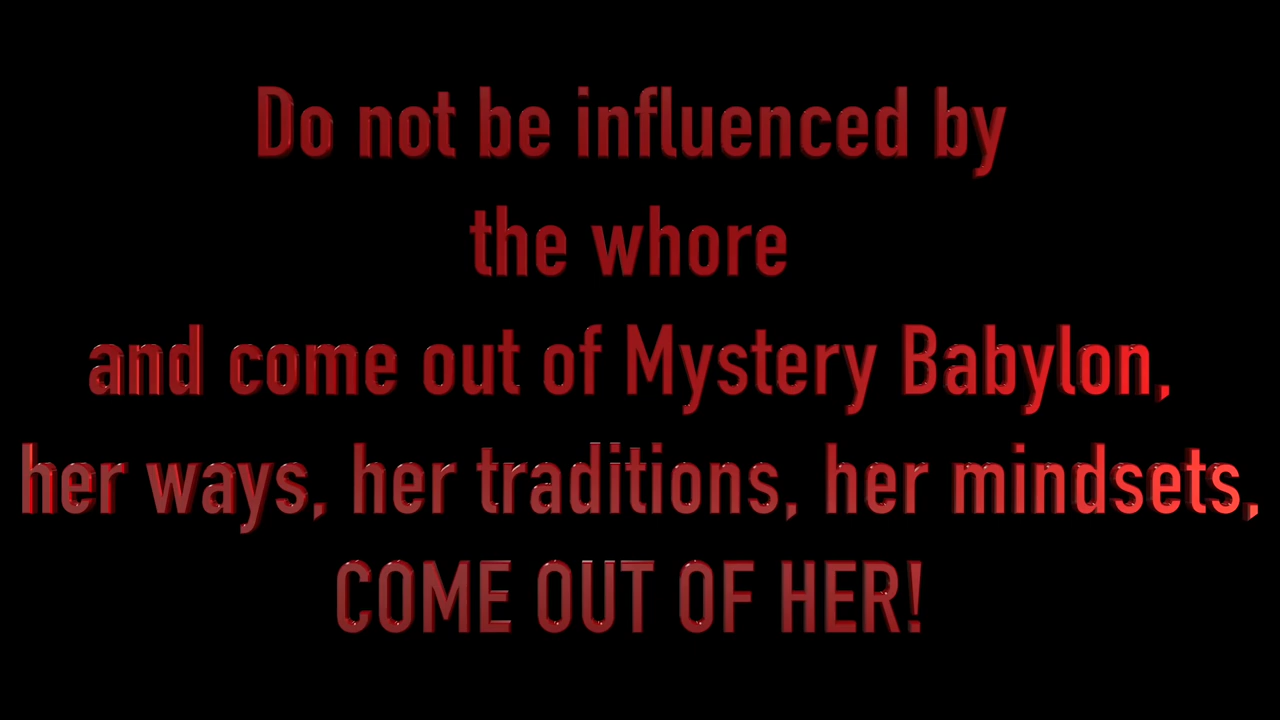 Do not be influenced by
the whore
and come out of Mystery Babylon,
her ways, her traditions, her mindsets,
COME OUT OF HER!